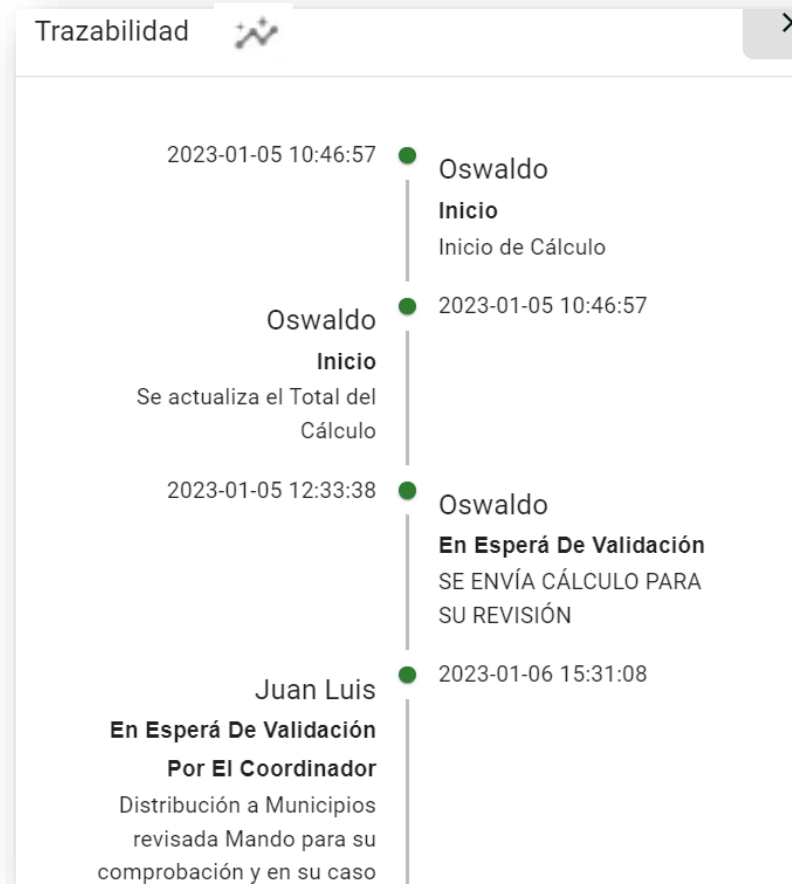 Trazabilidad
2023-01-05 10:46:57
Oswaldo
Inicio
Inicio de Cálculo
2023-01-05 10:46:57
Oswaldo
Inicio
Se actualiza el Total del
Cálculo
2023-01-05 12:33:38
Oswaldo
En Esperá De Validación
SE ENVÍA CÁLCULO PARA
SU REVISIÓN
2023-01-06 15:31:08
Juan Luis
En Esperá De Validación
Por El Coordinador
Distribución a Municipios
revisada Mando para su
comprobación y en su caso